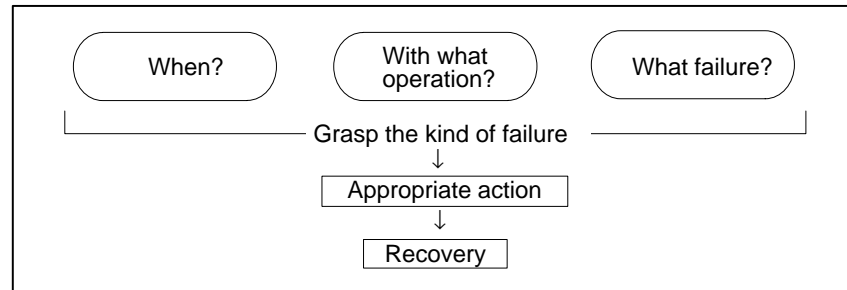 When?
With what
operation?
What failure?
Grasp the kind of failure
Appropriate action
Recovery